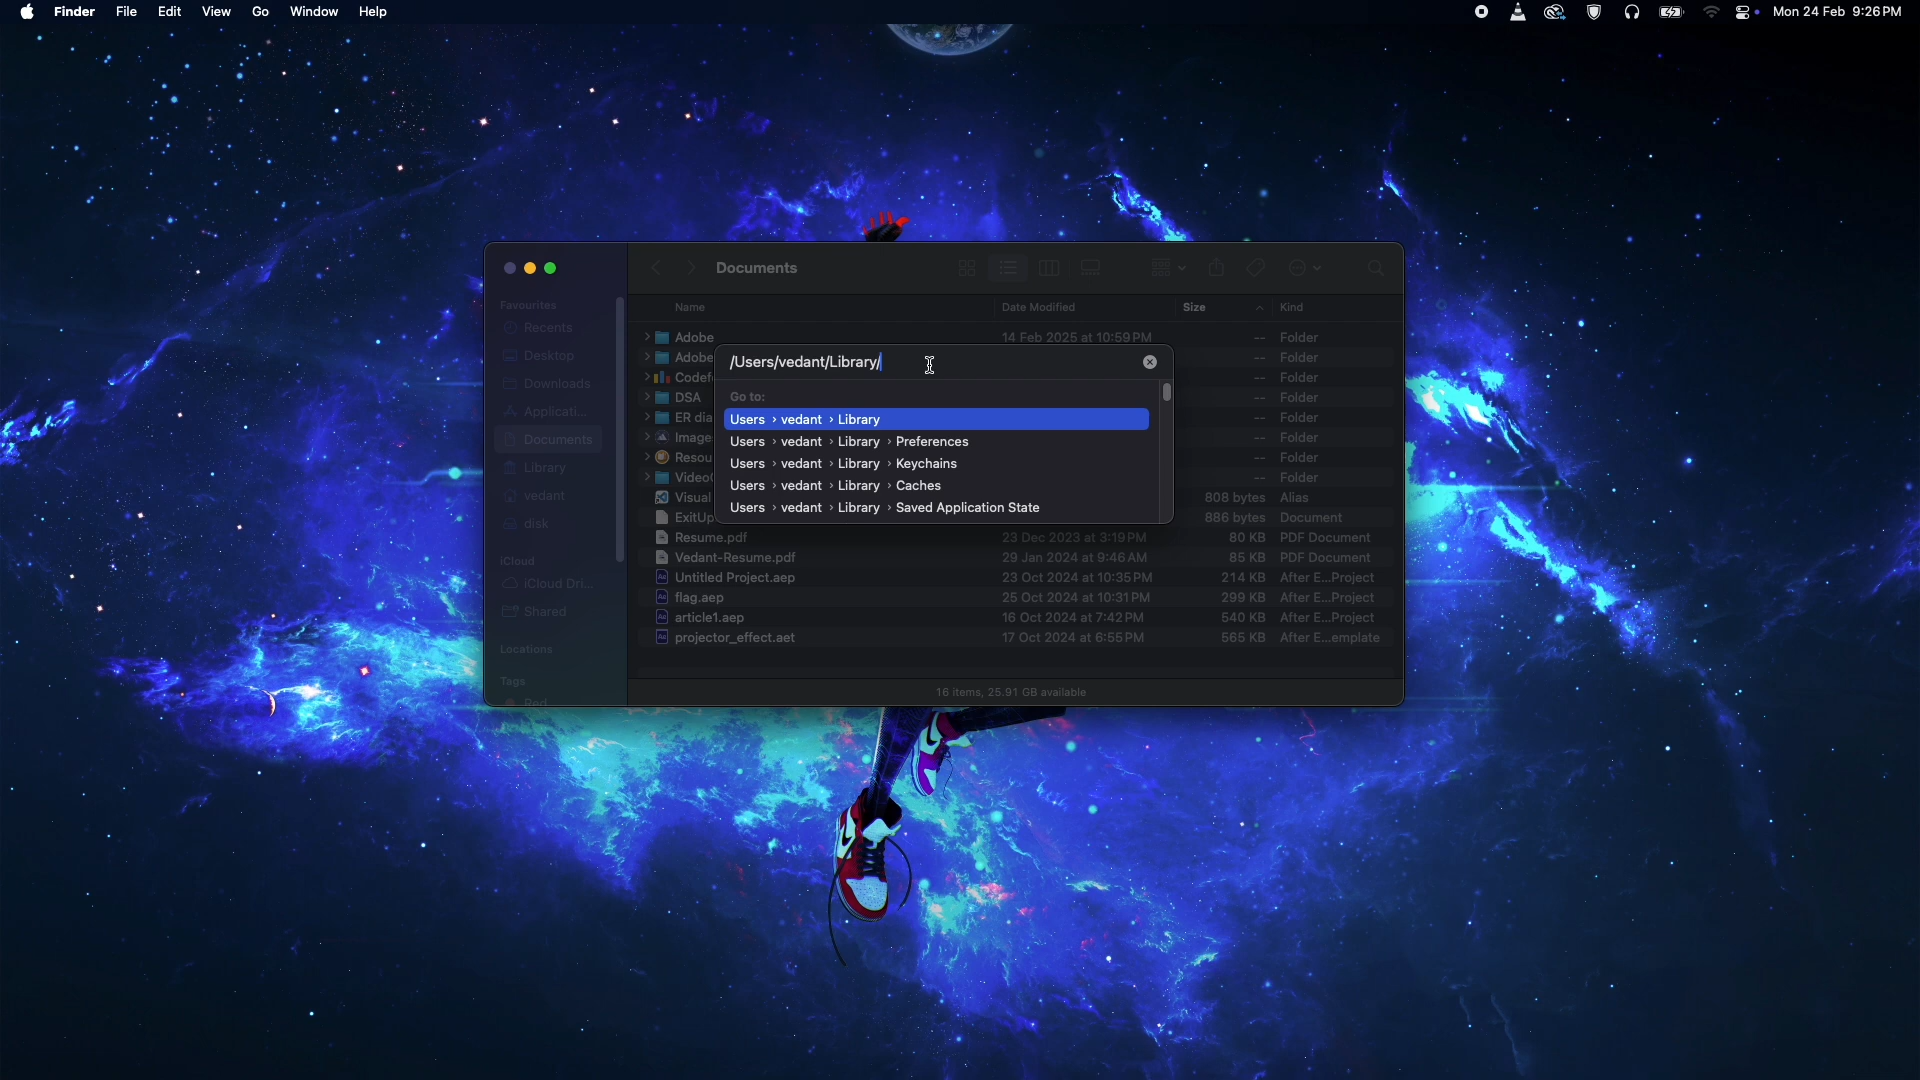 Finder File Edit View Go Window Help Mon 24 Feb 9:26 PM
Documents
Favourites
Recents
Desktop
Downloads
Applicati...
Documents
Library
vedant
disk
iCloud
iCloud Dri...
Shared
Locations
Tags
Red
Name Date Modified Size Kind
Adobe 14 Feb 2025 at 10:59 PM -- Folder
Adobe -- Folder
/Users/vedant/Library/
Codef -- Folder
Go to:
DSA -- Folder
Users › vedant › Library
ER dia -- Folder
Users › vedant › Library › Preferences
Image -- Folder
Users › vedant › Library › Keychains
Resou -- Folder
Users › vedant › Library › Caches
Video -- Folder
Users › vedant › Library › Saved Application State
Visual 808 bytes Alias
ExitUp 886 bytes Document
Resume.pdf 23 Dec 2023 at 3:19 PM 80 KB PDF Document
Vedant-Resume.pdf 29 Jan 2024 at 9:46 AM 85 KB PDF Document
Untitled Project.aep 23 Oct 2024 at 10:35 PM 214 KB After E...Project
flag.aep 25 Oct 2024 at 10:31 PM 299 KB After E...Project
article1.aep 16 Oct 2024 at 7:42 PM 540 KB After E...Project
projector_effect.aet 17 Oct 2024 at 6:55 PM 565 KB After E...emplate
16 items, 25.91 GB available